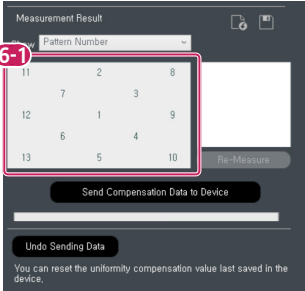 Measurement Result
Show Pattern Number
6-1
11 2 8
7 3
12 1 9
6 4
13 5 10
Re-Measure
Send Compensation Data to Device
Undo Sending Data
You can reset the uniformity compensation value last saved in the
device.